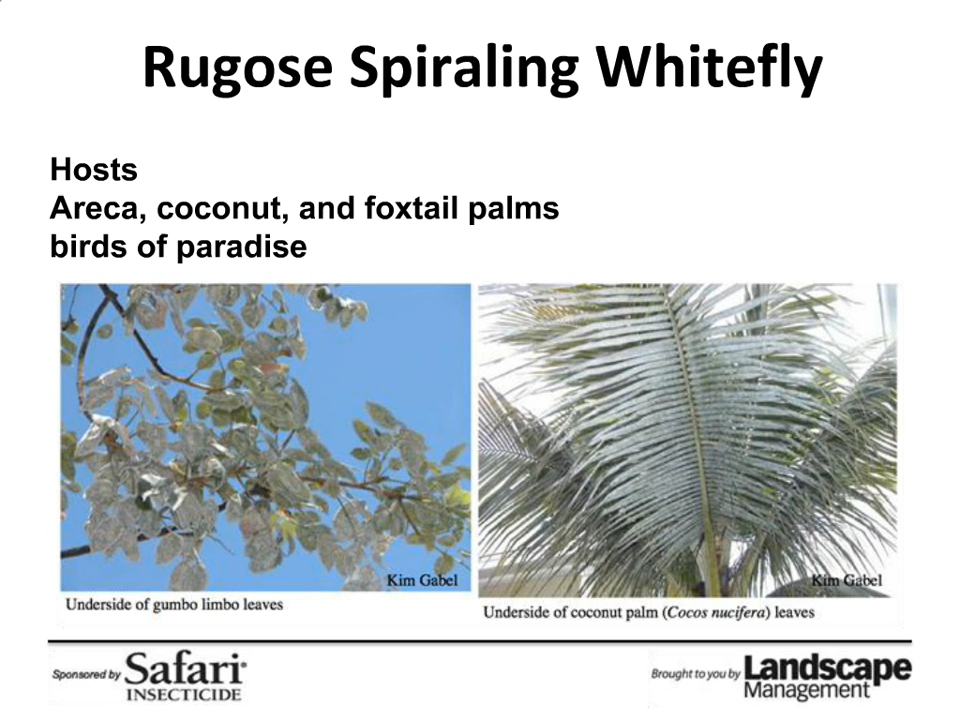 Rugose Spiraling Whitefly
Hosts
Areca, coconut, and foxtail palms
birds of paradise
Kim Gabel
Kim Gabel
Underside of gumbo limbo leaves
Underside of coconut palm (Cocos nucifera) leaves
Sponsored by Safari®
INSECTICIDE
Brought to you by Landscape
Management